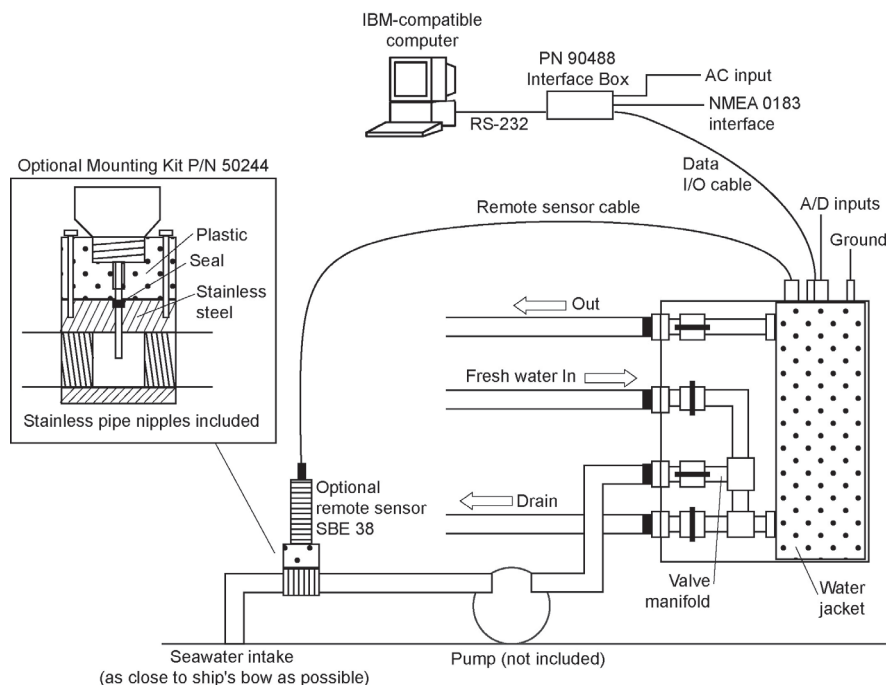 IBM-compatible
computer
PN 90488
Interface Box
AC input
NMEA 0183
interface
RS-232
Data
I/O cable
Optional Mounting Kit P/N 50244
Plastic
Seal
Stainless
steel
Stainless pipe nipples included
Remote sensor cable
A/D inputs
Ground
Out
Fresh water In
Optional
remote sensor
SBE 38
Drain
Valve
manifold
Water
jacket
Seawater intake
(as close to ship's bow as possible)
Pump (not included)